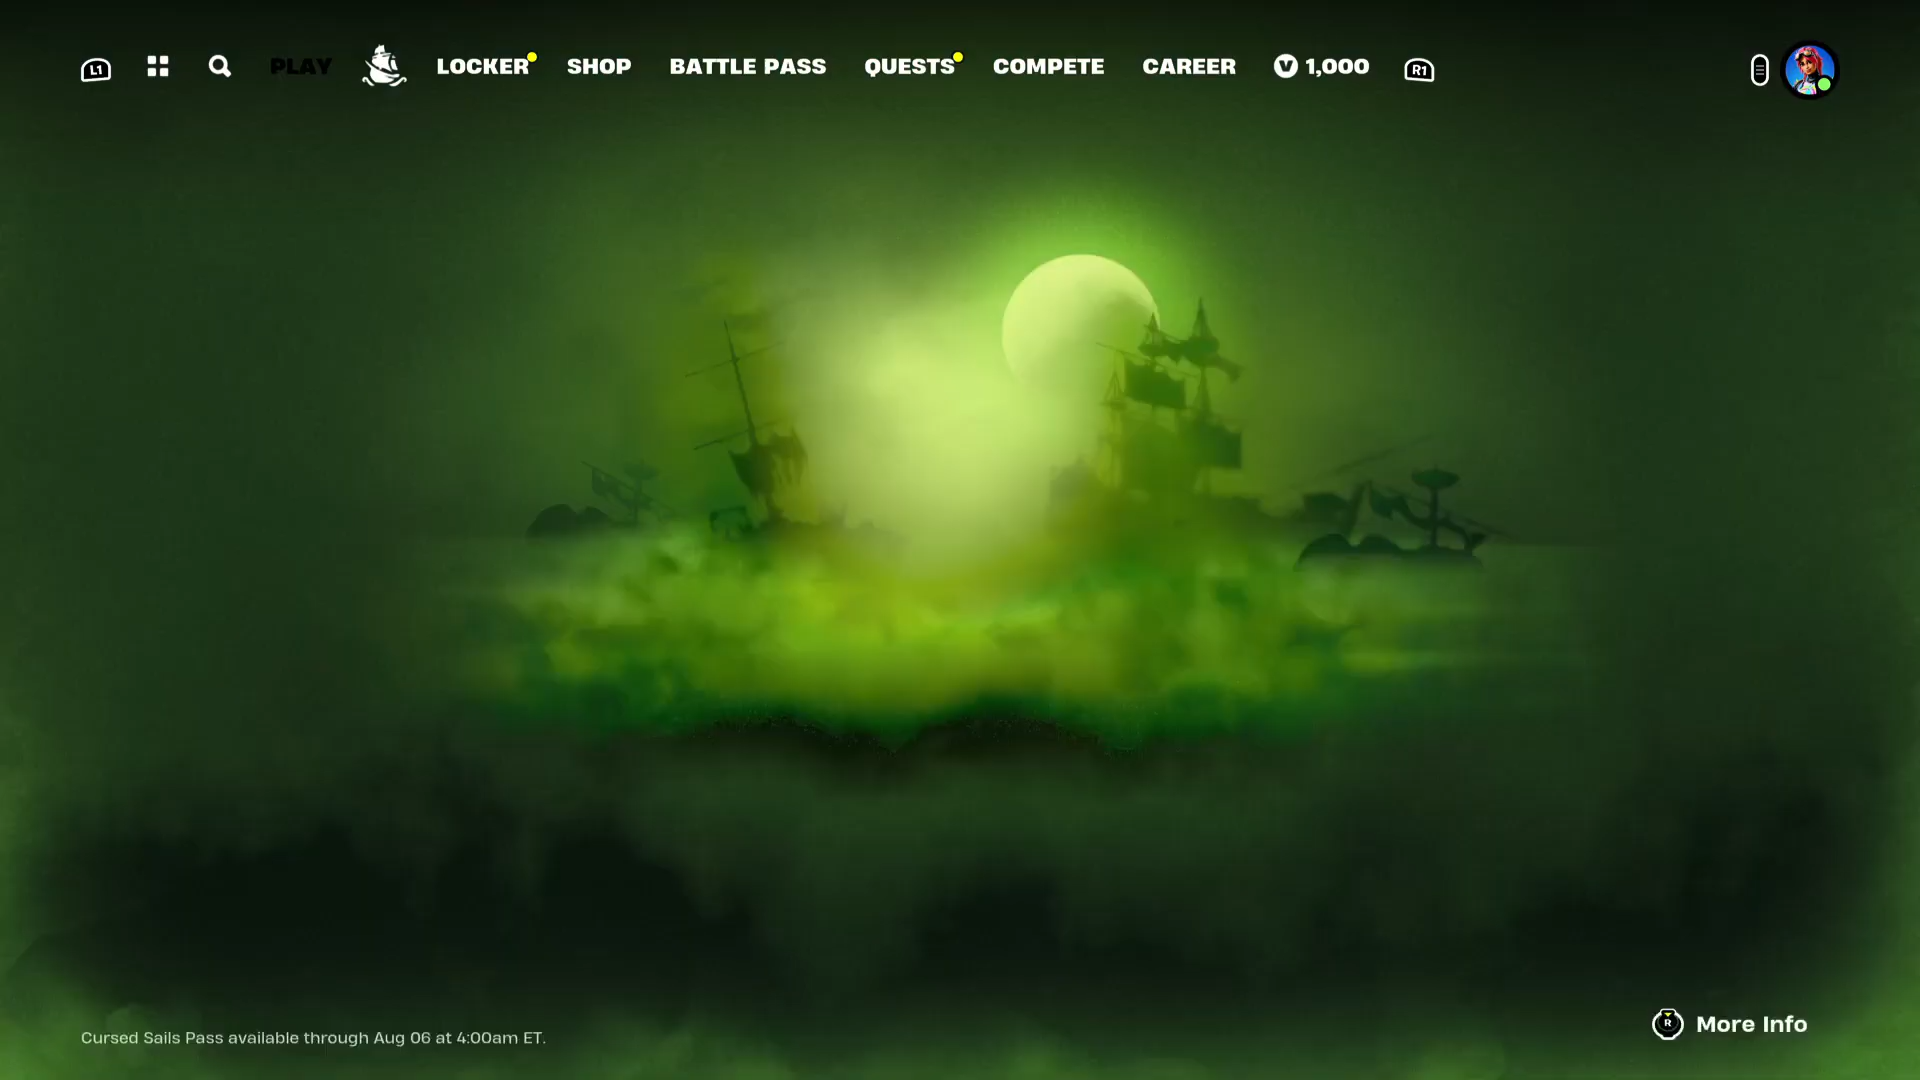 L1
PLAY
LOCKER
SHOP
BATTLE PASS
QUESTS
COMPETE
CAREER
V 1,000
R1
Cursed Sails Pass available through Aug 06 at 4:00am ET.
R
More Info